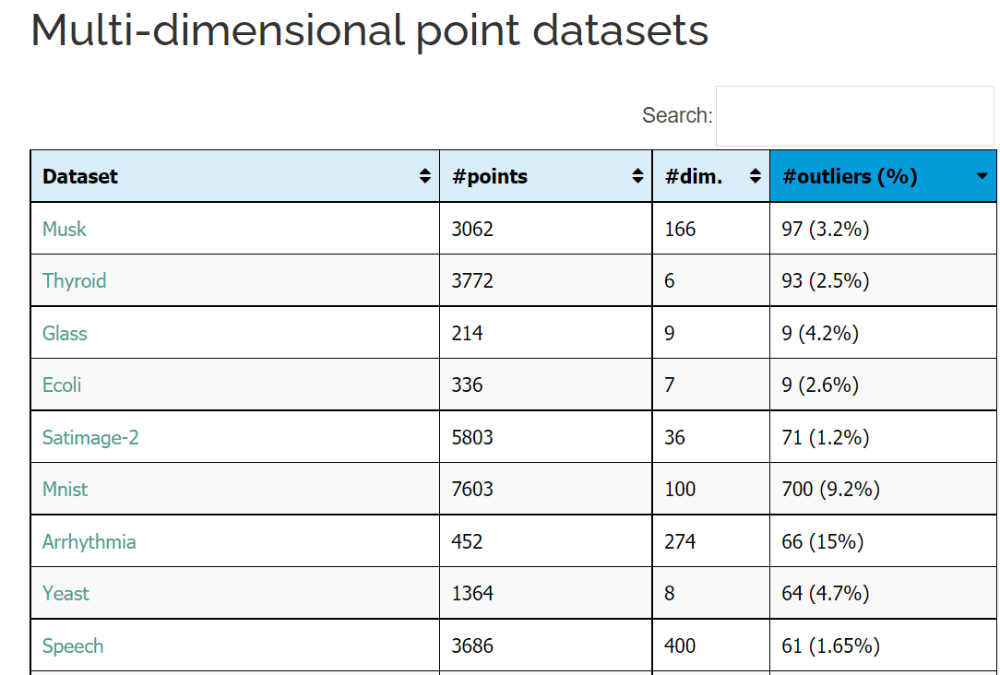 Multi-dimensional point datasets
Search:
Dataset #points #dim. #outliers (%)
Musk 3062 166 97 (3.2%)
Thyroid 3772 6 93 (2.5%)
Glass 214 9 9 (4.2%)
Ecoli 336 7 9 (2.6%)
Satimage-2 5803 36 71 (1.2%)
Mnist 7603 100 700 (9.2%)
Arrhythmia 452 274 66 (15%)
Yeast 1364 8 64 (4.7%)
Speech 3686 400 61 (1.65%)